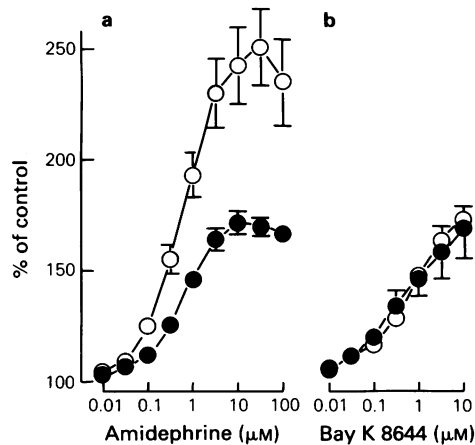 a
b
% of control
250
200
150
100
0.01 0.1 1 10 100
0.01 0.1 1 10
Amidephrine (μM)
Bay K 8644 (μM)